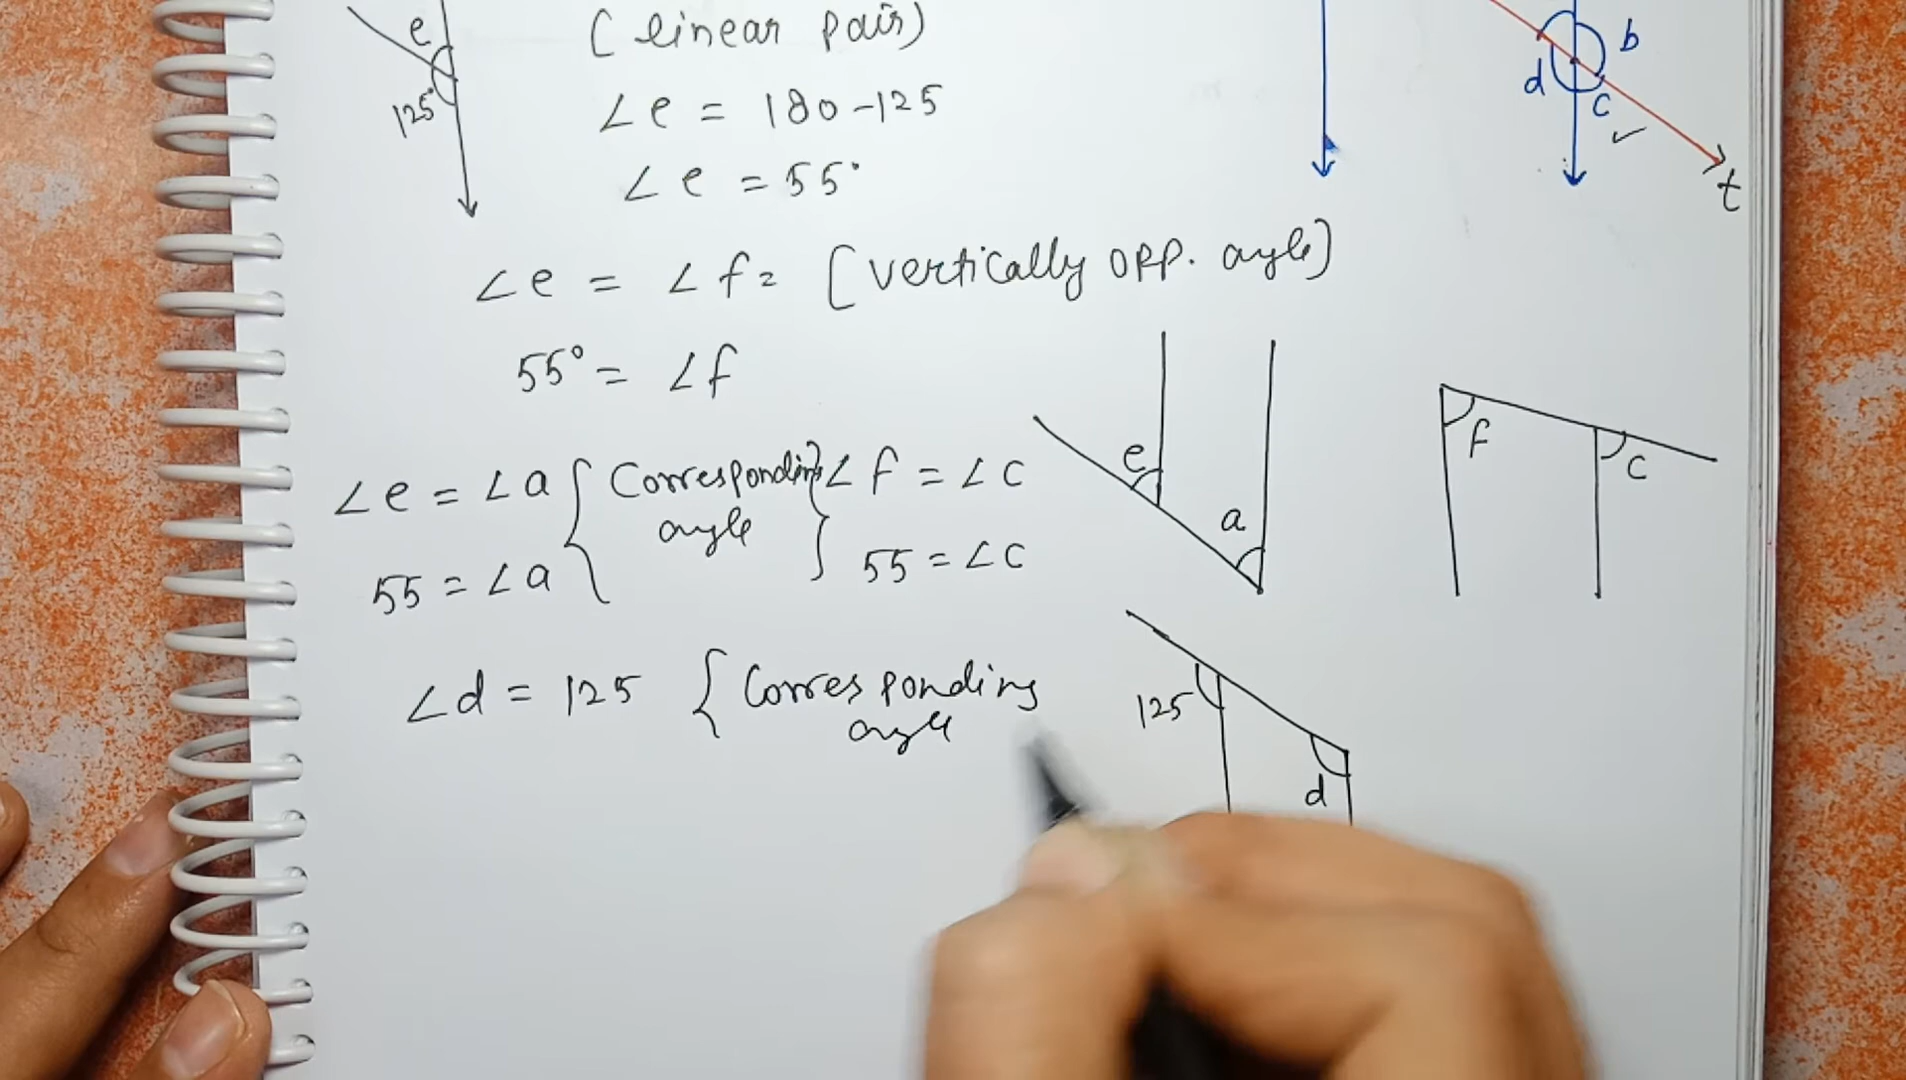 e
(linear pair)
b
d
c
125°
∠e = 180-125
t
∠e = 55°
∠e = ∠f = [vertically opp. angle]
55° = ∠f
∠e = ∠a { Corresponding angle } ∠f = ∠c
55 = ∠a
55 = ∠c
e
a
f
c
∠d = 125 { Corresponding
angle
125
d